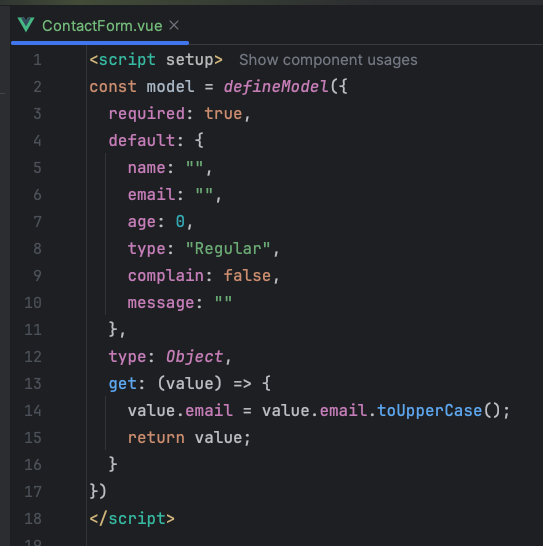 ContactForm.vue
1 <script setup> Show component usages
2 const model = defineModel({
3   required: true,
4   default: {
5     name: "",
6     email: "",
7     age: 0,
8     type: "Regular",
9     complain: false,
10     message: ""
11   },
12   type: Object,
13   get: (value) => {
14     value.email = value.email.toUpperCase();
15     return value;
16   }
17 })
18 </script>
19